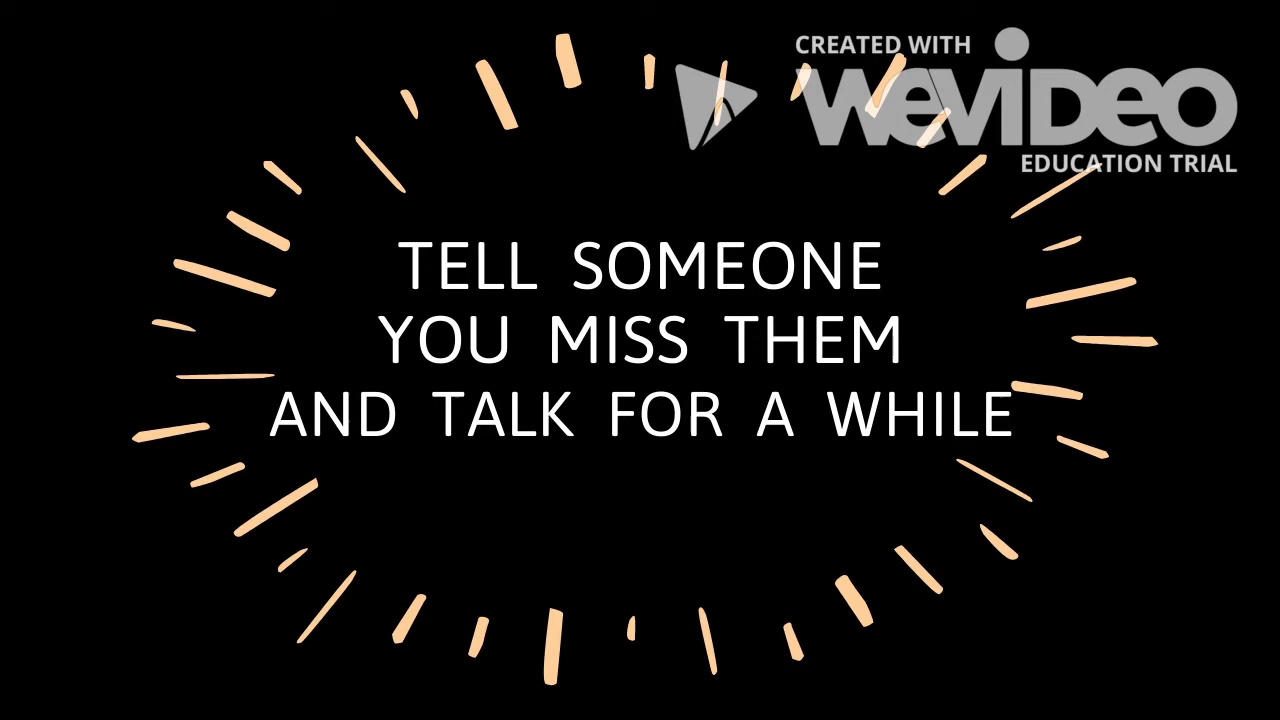 CREATED WITH
WeVideo
EDUCATION TRIAL
TELL SOMEONE
YOU MISS THEM
AND TALK FOR A WHILE